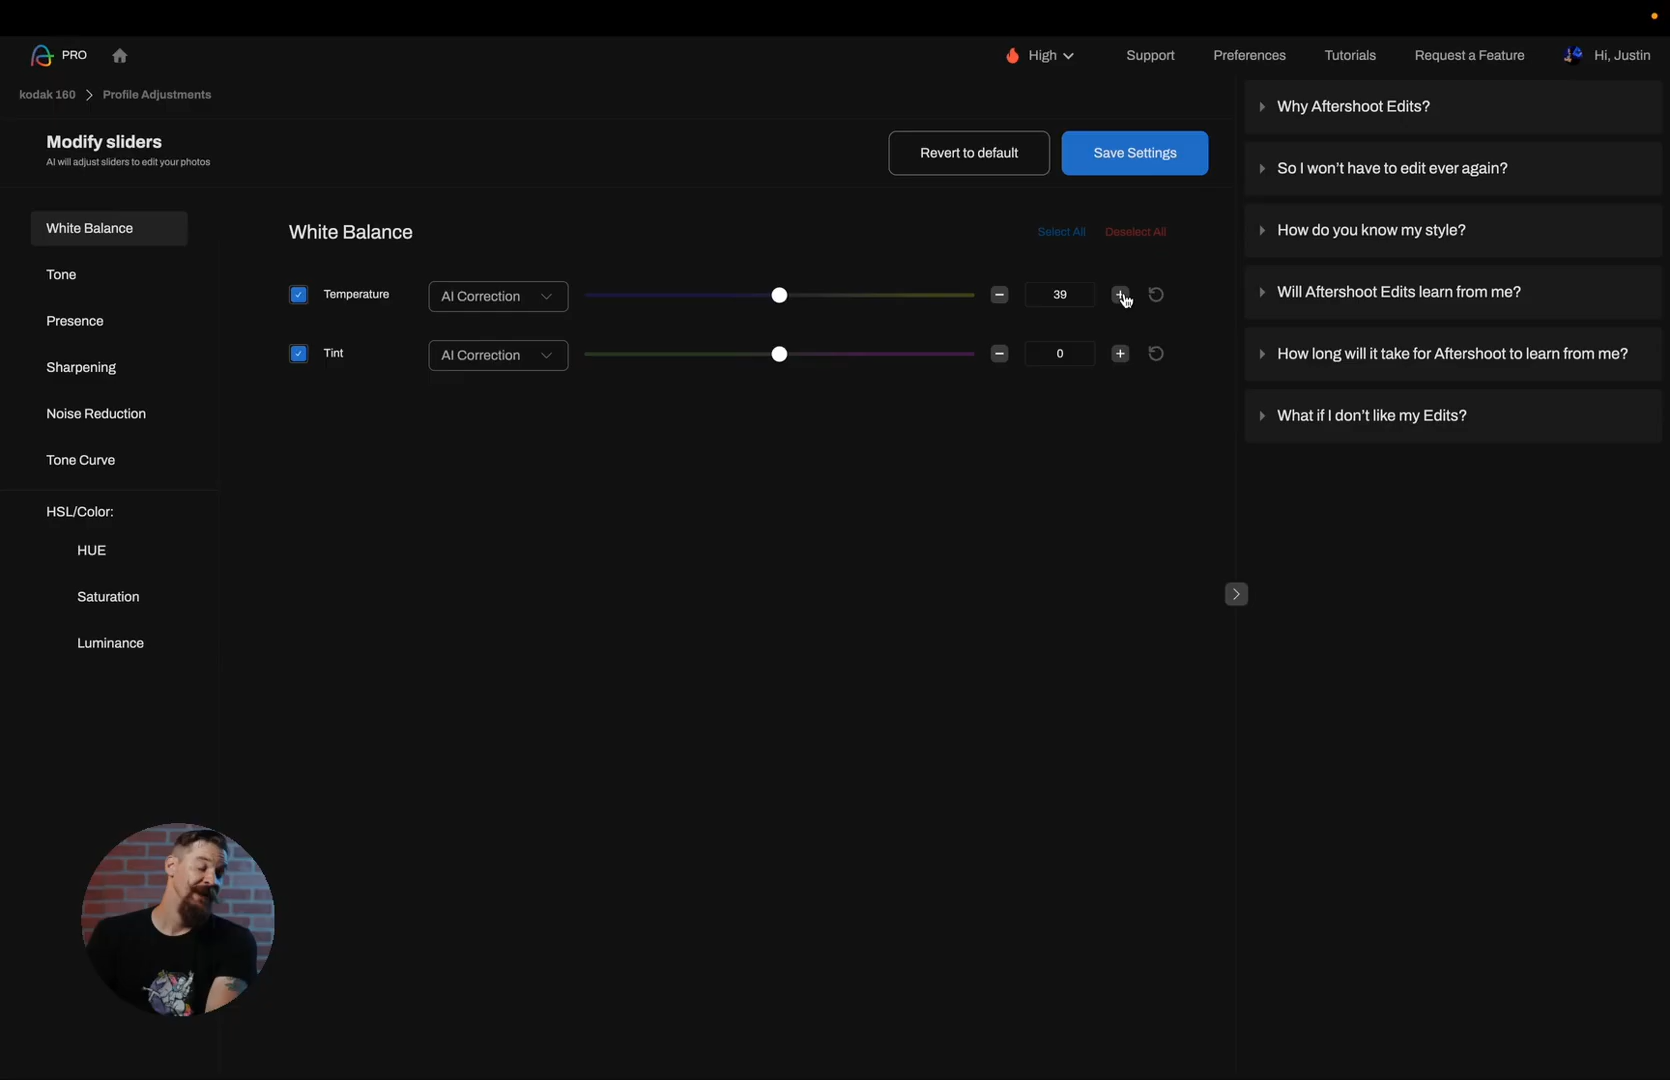 PRO
High
Support
Preferences
Tutorials
Request a Feature
Hi, Justin
kodak 160
Profile Adjustments
Modify sliders
AI will adjust sliders to edit your photos
Revert to default
Save Settings
White Balance
Tone
Presence
Sharpening
Noise Reduction
Tone Curve
HSL/Color:
HUE
Saturation
Luminance
White Balance
Select All
Deselect All
Temperature
AI Correction
39
Tint
AI Correction
0
Why Aftershoot Edits?
So I won't have to edit ever again?
How do you know my style?
Will Aftershoot Edits learn from me?
How long will it take for Aftershoot to learn from me?
What if I don't like my Edits?